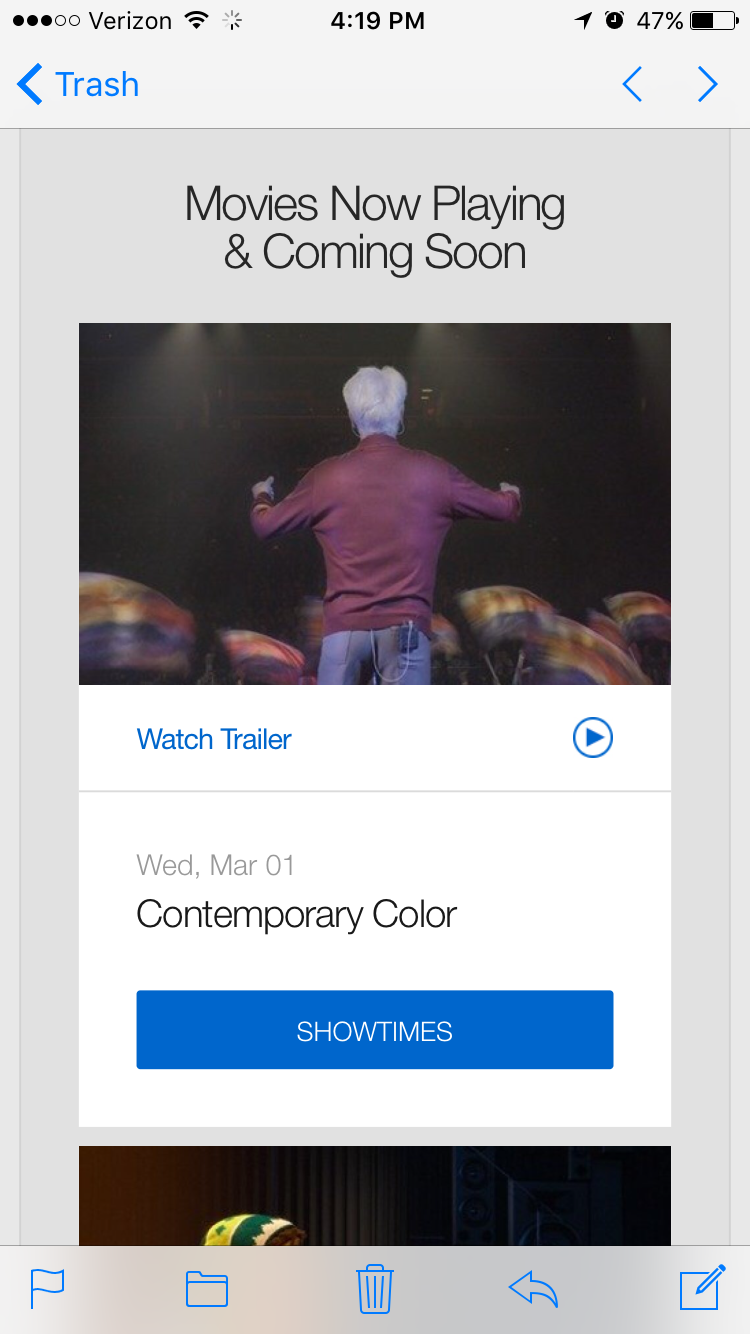 Verizon 4:19 PM 47%
Trash
Movies Now Playing
& Coming Soon
Watch Trailer
Wed, Mar 01
Contemporary Color
SHOWTIMES